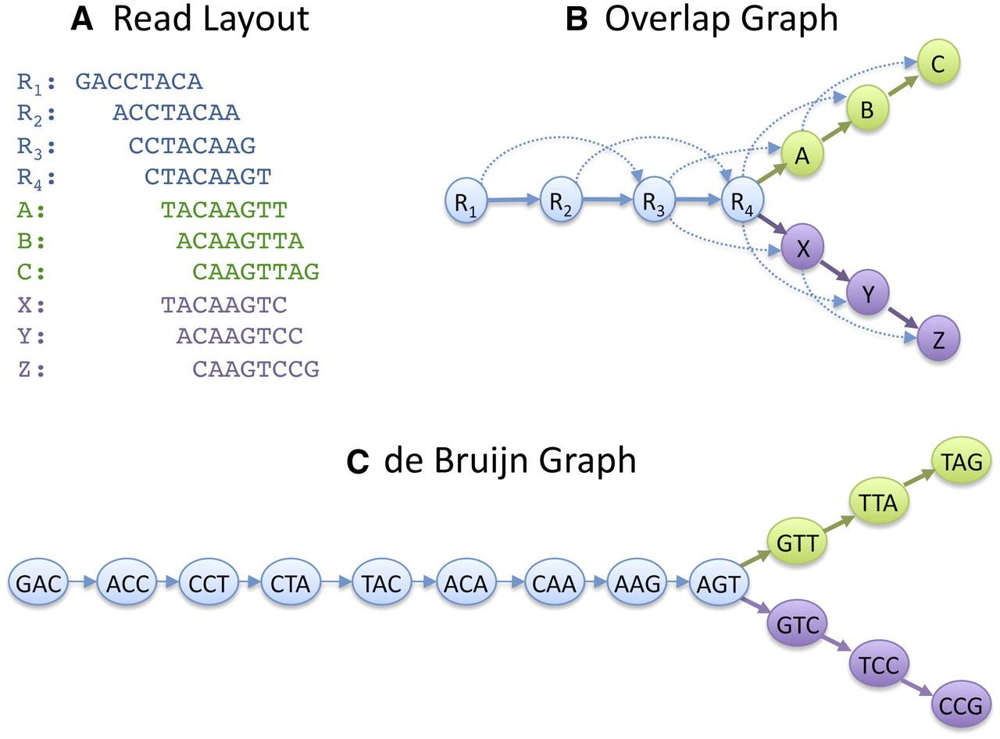 A Read Layout
R1: GACCTACA
R2: ACCTACAA
R3: CCTACAAG
R4: CTACAAGT
A: TACAAGTT
B: ACAAGTTA
C: CAAGTTAG
X: TACAAGTC
Y: ACAAGTCC
Z: CAAGTCCG
B Overlap Graph
C
B
A
R1 R2 R3 R4
X
Y
Z
C de Bruijn Graph
TAG
TTA
GTT
GAC ACC CCT CTA TAC ACA CAA AAG AGT
GTC
TCC
CCG